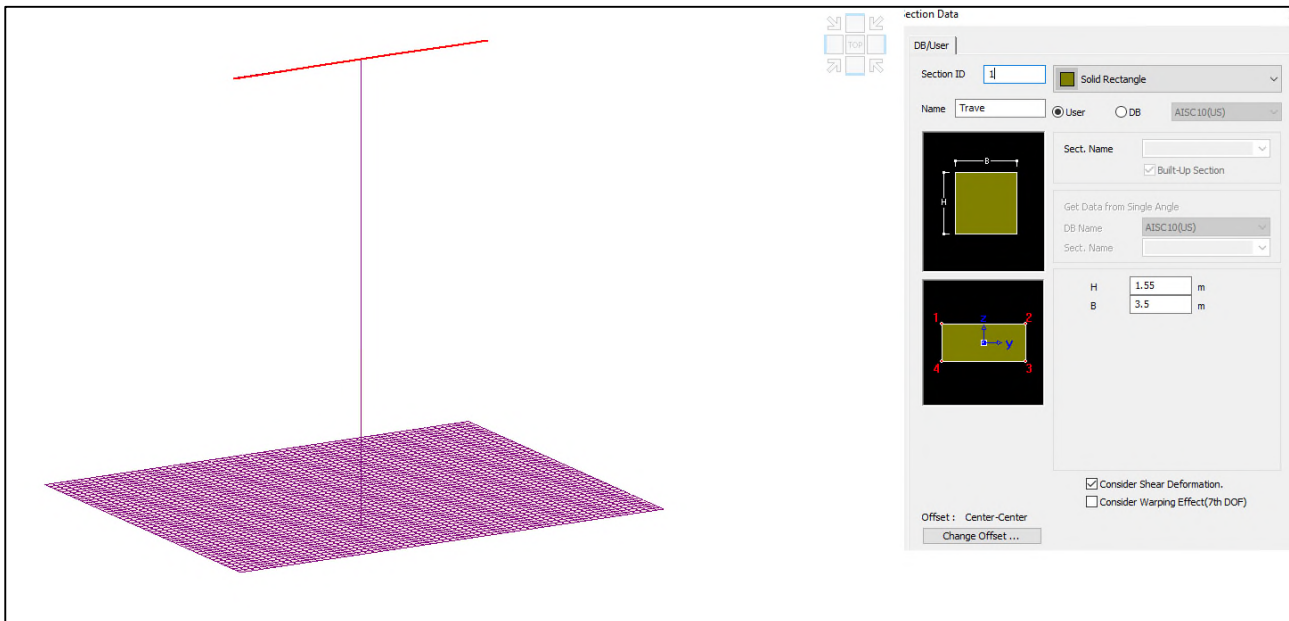 TOP
ection Data
DB/User
Section ID 1 Solid Rectangle
Name Trave User DB AISC10(US)
Sect. Name
Built-Up Section
Get Data from Single Angle
DB Name AISC10(US)
Sect. Name
B
H
H 1.55 m
B 3.5 m
1 z 2
y
4 3
Consider Shear Deformation.
Consider Warping Effect(7th DOF)
Offset : Center-Center
Change Offset ...